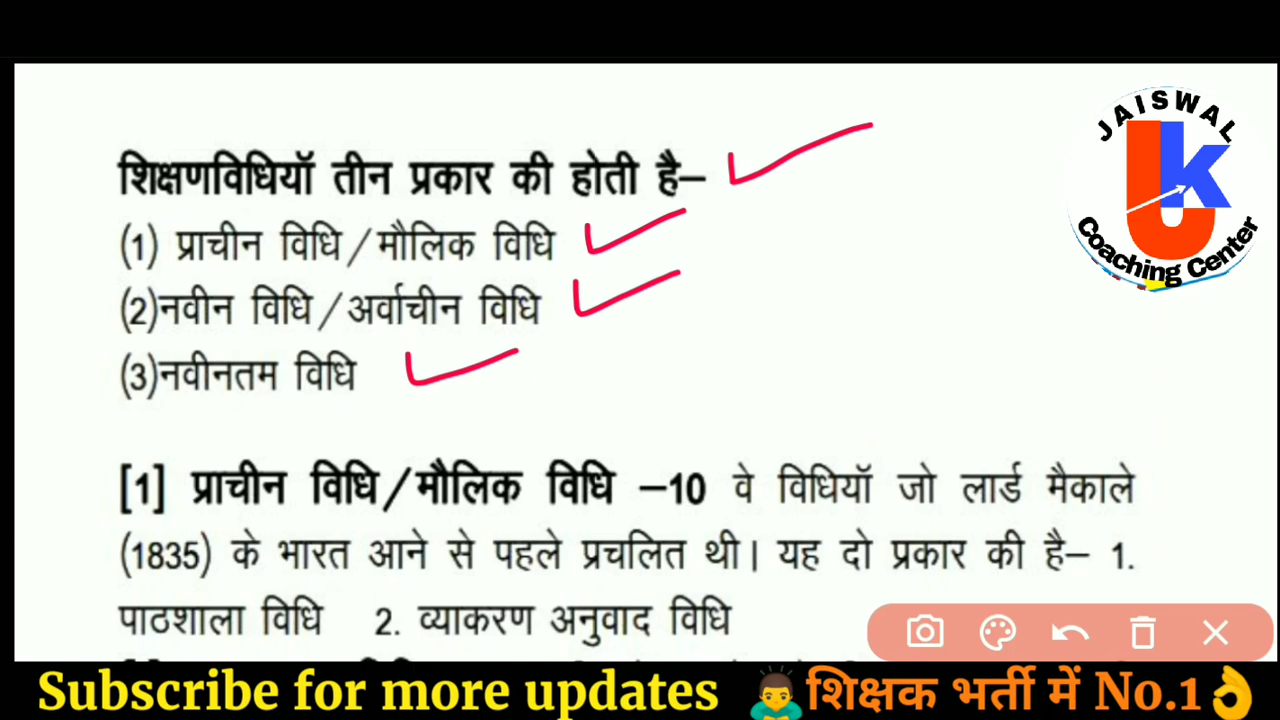 JAISWAL
UK
Coaching Center
शिक्षणविधियॉ तीन प्रकार की होती है–
(1) प्राचीन विधि/मौलिक विधि
(2)नवीन विधि/अर्वाचीन विधि
(3)नवीनतम विधि
[1] प्राचीन विधि/मौलिक विधि –10 वे विधियॉ जो लार्ड मैकाले
(1835) के भारत आने से पहले प्रचलित थी। यह दो प्रकार की है– 1.
पाठशाला विधि 2. व्याकरण अनुवाद विधि
Subscribe for more updates 🙇‍♂️शिक्षक भर्ती में No.1👌